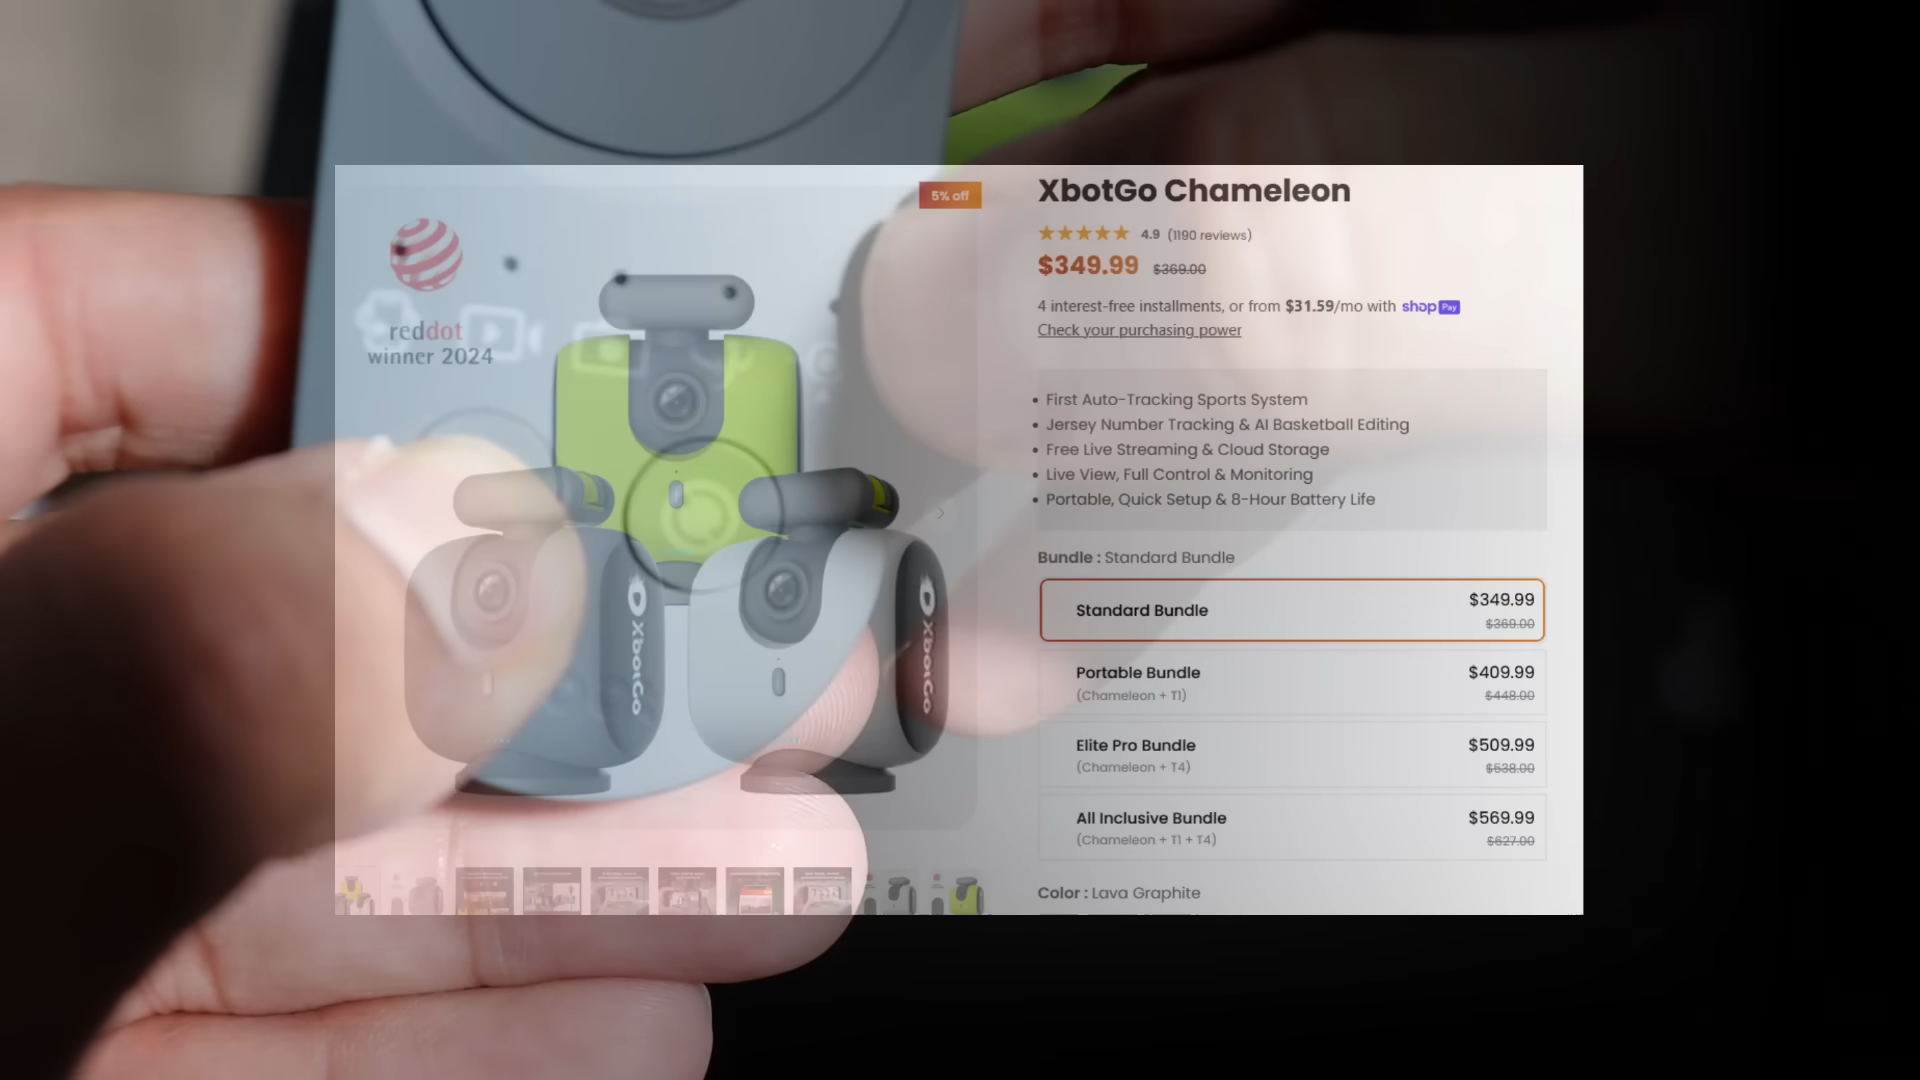 5% off
reddot
winner 2024
XbotGo
XbotGo
XbotGo Chameleon
4.9 (1190 reviews)
$349.99 $369.00
4 interest-free installments, or from $31.59/mo with shop Pay
Check your purchasing power
First Auto-Tracking Sports System
Jersey Number Tracking & AI Basketball Editing
Free Live Streaming & Cloud Storage
Live View, Full Control & Monitoring
Portable, Quick Setup & 8-Hour Battery Life
Bundle : Standard Bundle
Standard Bundle $349.99
$369.00
Portable Bundle $409.99
(Chameleon + T1) $448.00
Elite Pro Bundle $509.99
(Chameleon + T4) $538.00
All Inclusive Bundle $569.99
(Chameleon + T1 + T4) $627.00
Color : Lava Graphite